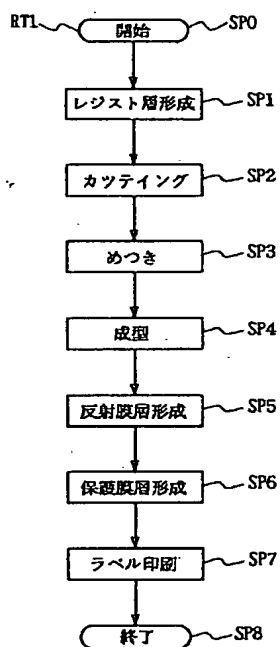 RT1 開始 SP0
レジスト層形成 SP1
カツテイング SP2
めつき SP3
成型 SP4
反射膜層形成 SP5
保護膜層形成 SP6
ラベル印刷 SP7
終了 SP8